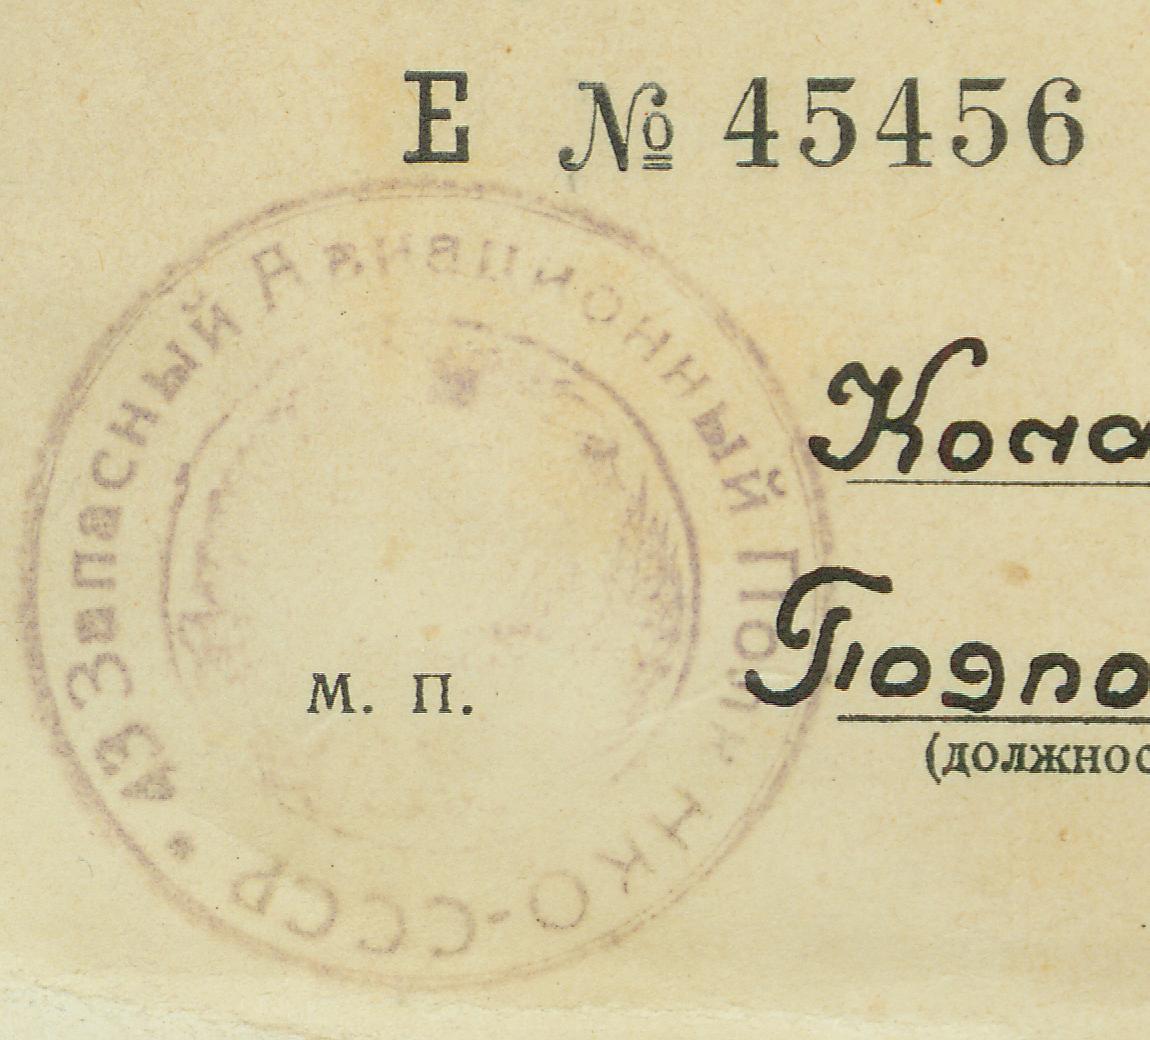 Е № 45456
43 Запасный Авиационный Полк НКО-СССР *
Кома
Подпо
М. П.
(должнос